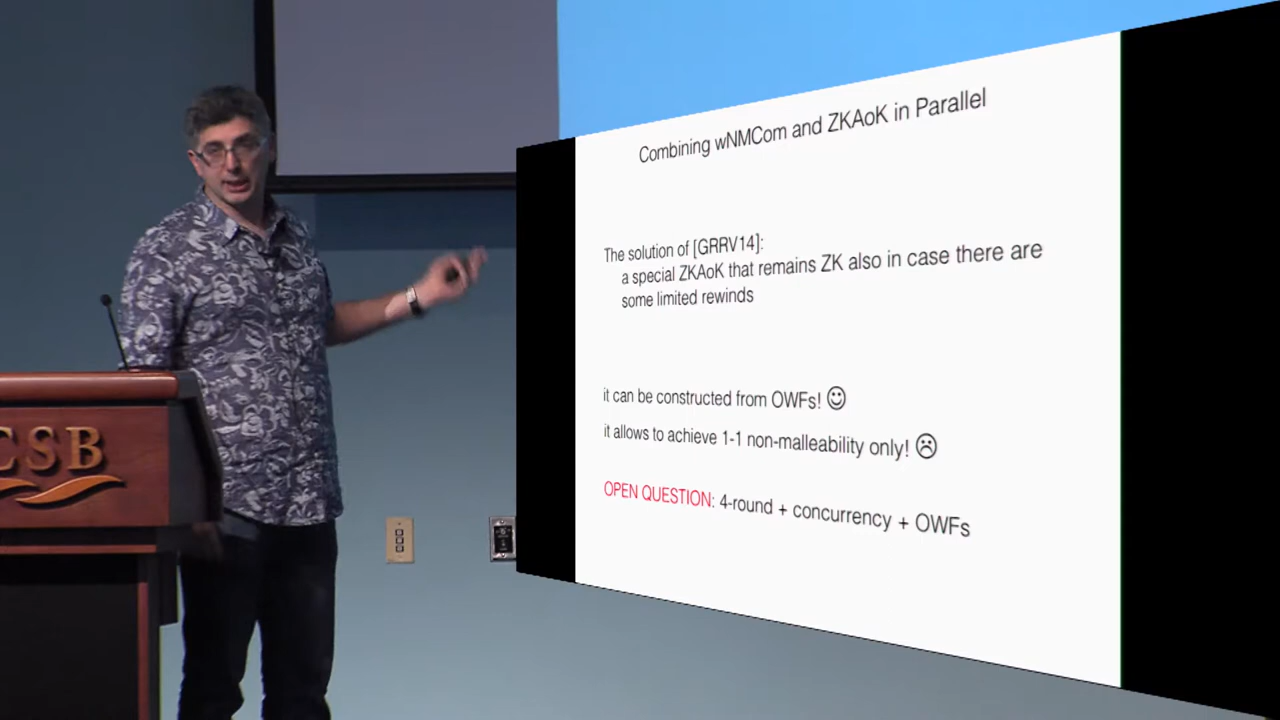 Combining wNMCom and ZKAoK in Parallel
The solution of [GRRV14]:
a special ZKAoK that remains ZK also in case there are
some limited rewinds
it can be constructed from OWFs! ☺
it allows to achieve 1-1 non-malleability only! ☹
OPEN QUESTION: 4-round + concurrency + OWFs
CSB